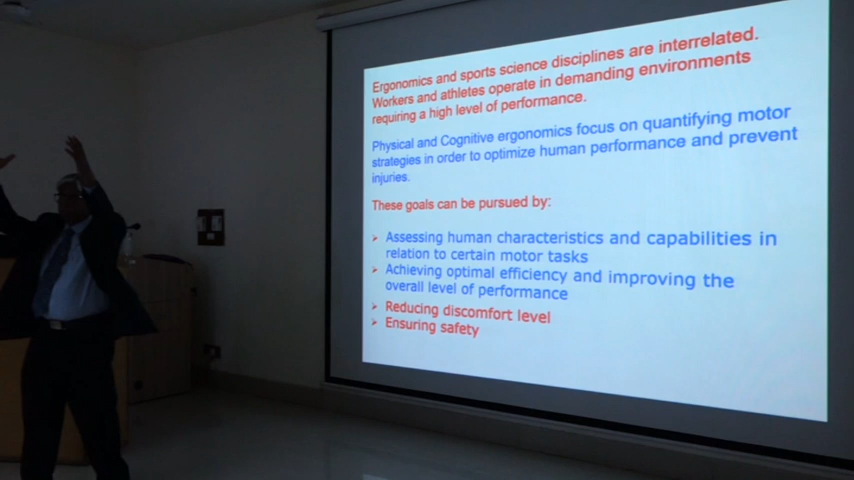 Ergonomics and sports science disciplines are interrelated.
Workers and athletes operate in demanding environments
requiring a high level of performance.
Physical and Cognitive ergonomics focus on quantifying motor
strategies in order to optimize human performance and prevent
injuries.
These goals can be pursued by:
➢ Assessing human characteristics and capabilities in
relation to certain motor tasks
➢ Achieving optimal efficiency and improving the
overall level of performance
➢ Reducing discomfort level
➢ Ensuring safety